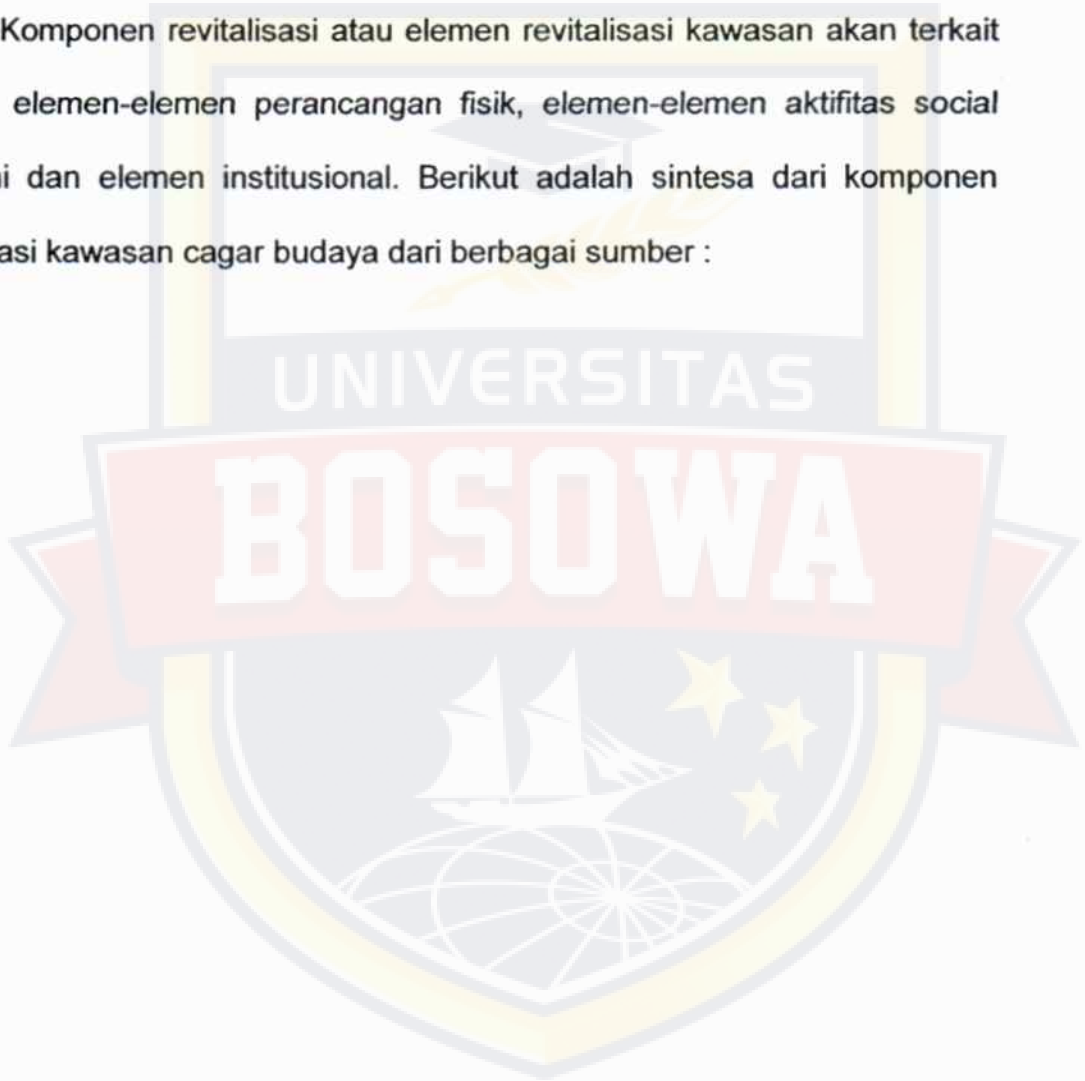 Komponen revitalisasi atau elemen revitalisasi kawasan akan terkait
elemen-elemen perancangan fisik, elemen-elemen aktifitas social
dan elemen institusional. Berikut adalah sintesa dari komponen
kawasan cagar budaya dari berbagai sumber :
UNIVERSITAS
BOSOWA